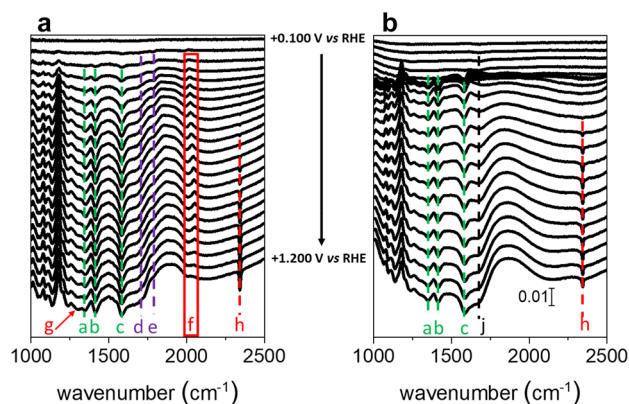 a
b
+0.100 V vs RHE
+1.200 V vs RHE
0.01
g
a b c d e f h
a b c j h
1000 1500 2000 2500
1000 1500 2000 2500
wavenumber (cm-1)
wavenumber (cm-1)